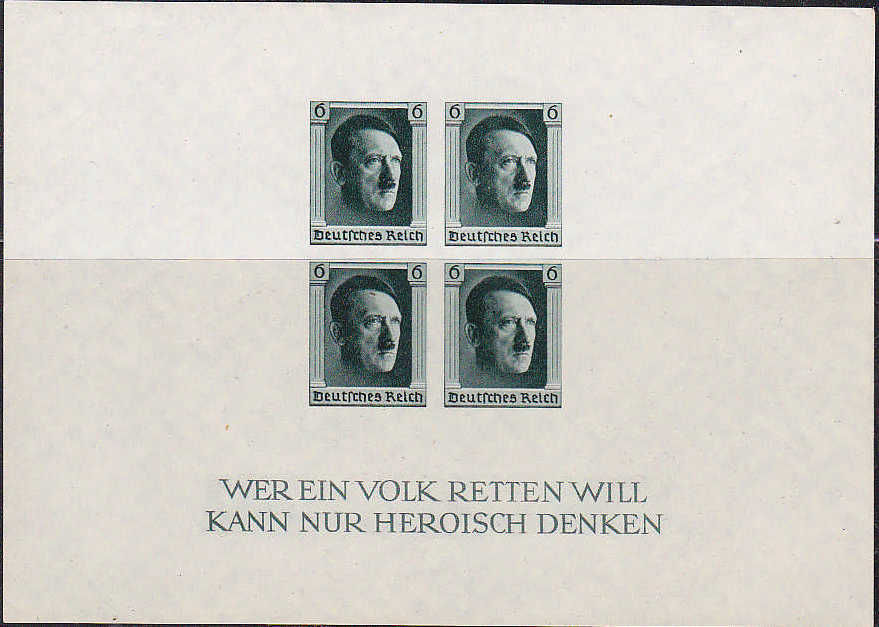 6 6 6 6
Deutsches Reich Deutsches Reich
6 6 6 6
Deutsches Reich Deutsches Reich
WER EIN VOLK RETTEN WILL
KANN NUR HEROISCH DENKEN